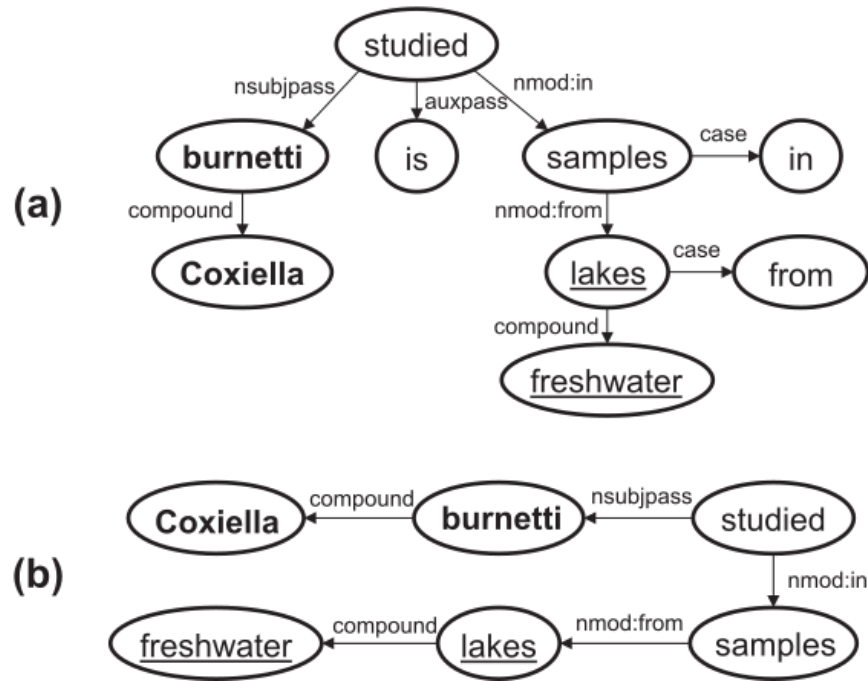 studied
nsubjpass auxpass nmod:in
burnetti is samples case in
(a)
compound nmod:from
Coxiella lakes case from
compound
freshwater
Coxiella compound burnetti nsubjpass studied
(b)
nmod:in
freshwater compound lakes nmod:from samples